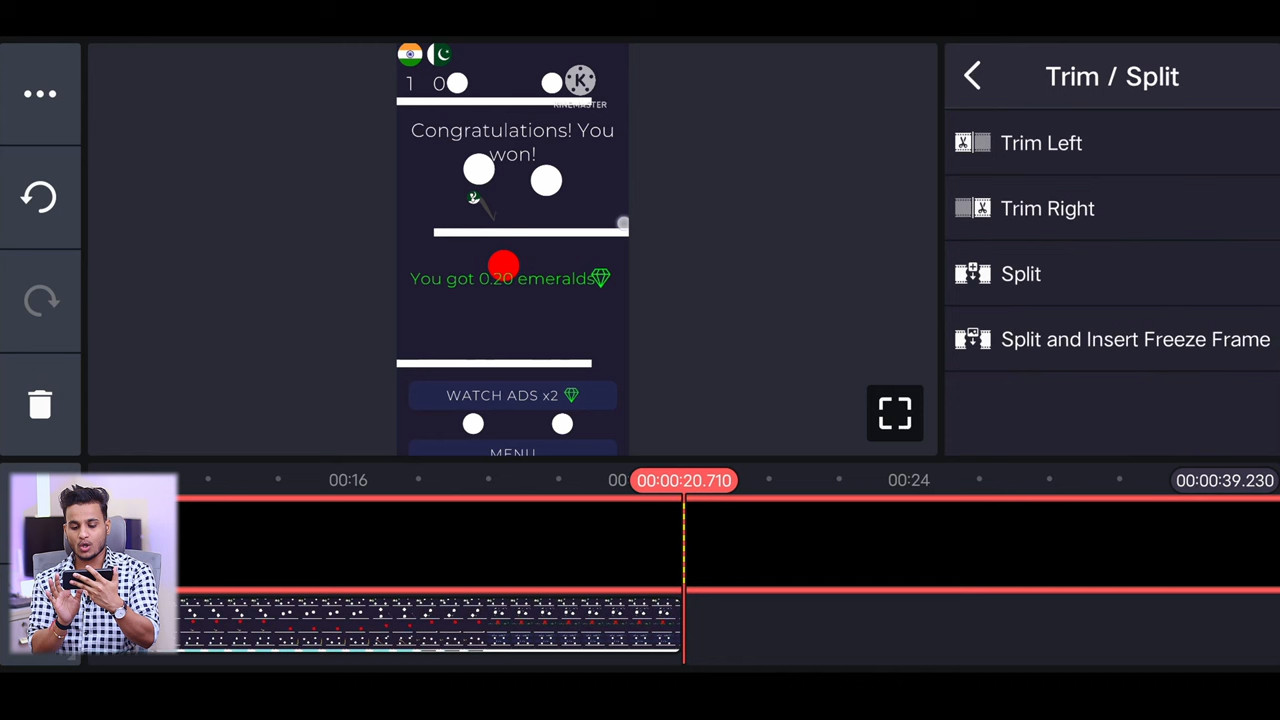 Trim / Split
1 0
KINEMASTER
Congratulations! You
won!
You got 0.20 emeralds
WATCH ADS x2
MENU
Trim Left
Trim Right
Split
Split and Insert Freeze Frame
00:16
00
00:00:20.710
00:24
00:00:39.230